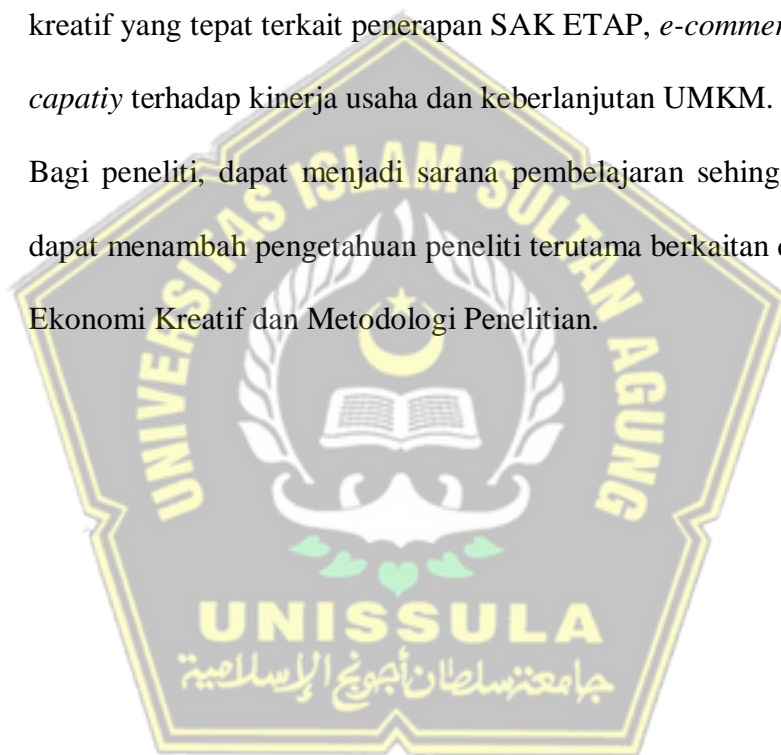 kreatif yang tepat terkait penerapan SAK ETAP, e-commer
capatiy terhadap kinerja usaha dan keberlanjutan UMKM.
Bagi peneliti, dapat menjadi sarana pembelajaran sehing
dapat menambah pengetahuan peneliti terutama berkaitan
Ekonomi Kreatif dan Metodologi Penelitian.
UNIVERSITAS ISLAM SULTAN AGUNG
UNISSULA
جامعة سلطان أجونج الإسلامية